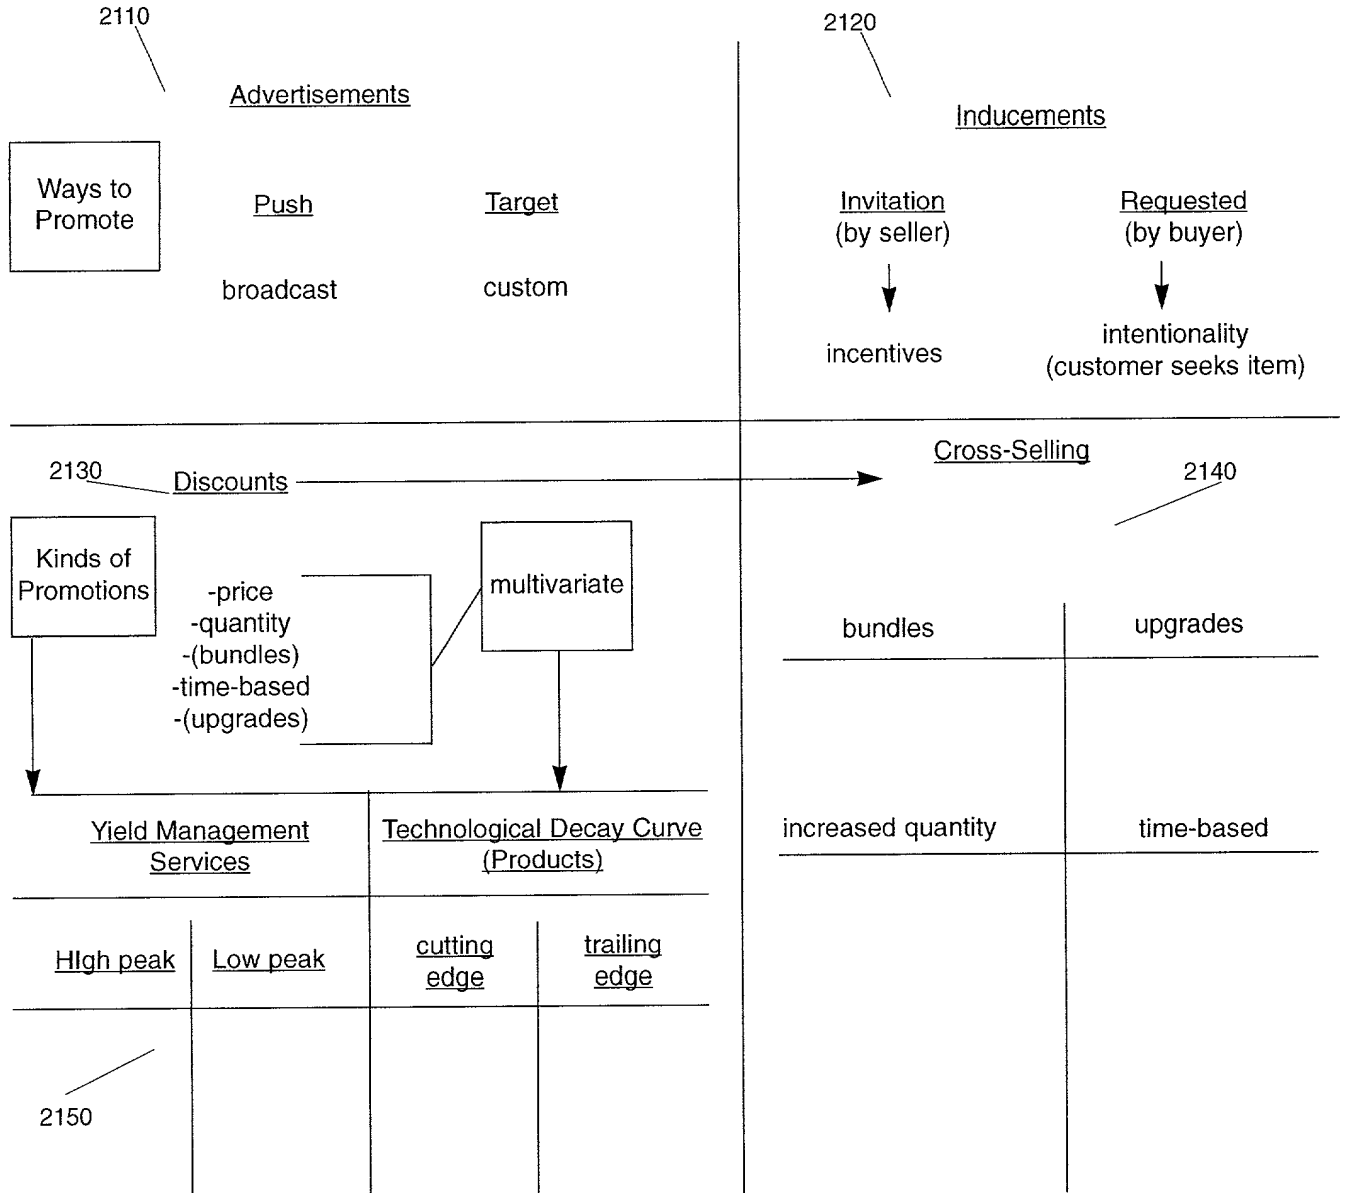 2110
2120
Advertisements
Inducements
Ways to
Promote
Push
Target
Invitation
(by seller)
Requested
(by buyer)
broadcast
custom
incentives
intentionality
(customer seeks item)
2130
Discounts
Cross-Selling
2140
Kinds of
Promotions
-price
-quantity
-(bundles)
-time-based
-(upgrades)
multivariate
bundles
upgrades
increased quantity
time-based
Yield Management
Services
Technological Decay Curve
(Products)
HIgh peak
Low peak
cutting
edge
trailing
edge
2150